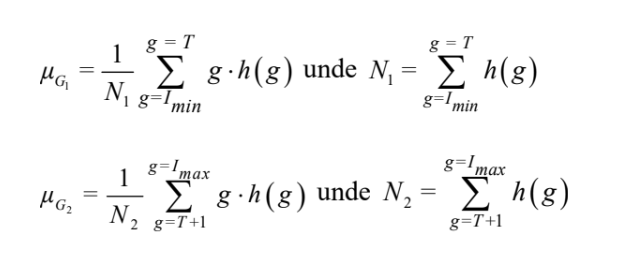 μ_{G_1} = \frac{1}{N_1} \sum_{g=I_{min}}^{g=T} g \cdot h(g) unde N_1 = \sum_{g=I_{min}}^{g=T} h(g)
μ_{G_2} = \frac{1}{N_2} \sum_{g=T+1}^{g=I_{max}} g \cdot h(g) unde N_2 = \sum_{g=T+1}^{g=I_{max}} h(g)